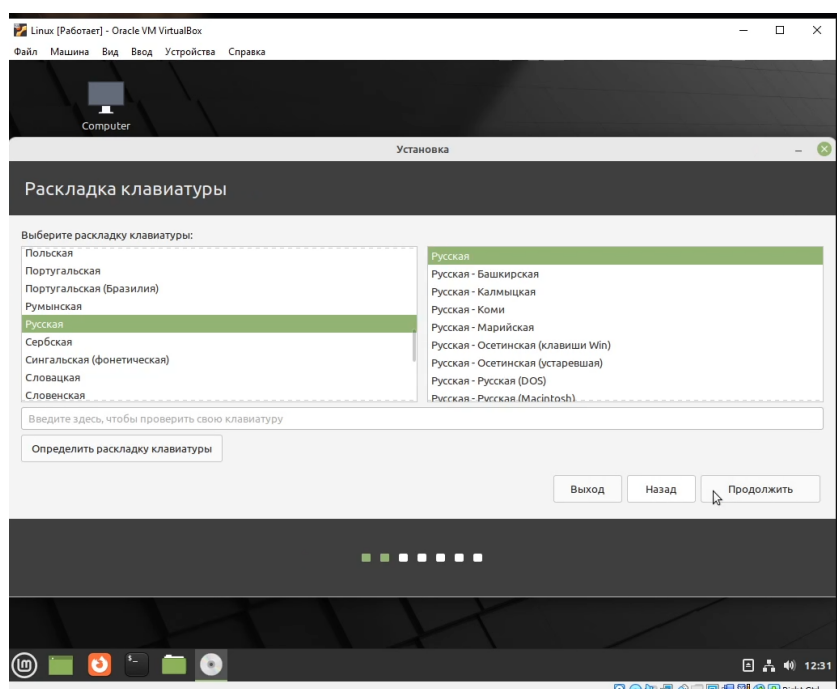 Linux [Работает] - Oracle VM VirtualBox
Файл Машина Вид Ввод Устройства Справка
Computer
Установка
Раскладка клавиатуры
Выберите раскладку клавиатуры:
Польская
Португальская
Португальская (Бразилия)
Румынская
Русская
Сербская
Сингальская (фонетическая)
Словацкая
Словенская
Русская
Русская - Башкирская
Русская - Калмыцкая
Русская - Коми
Русская - Марийская
Русская - Осетинская (клавиши Win)
Русская - Осетинская (устаревшая)
Русская - Русская (DOS)
Русская - Русская (Macintosh)
Введите здесь, чтобы проверить свою клавиатуру
Определить раскладку клавиатуры
Выход Назад Продолжить
12:31
Right Ctrl